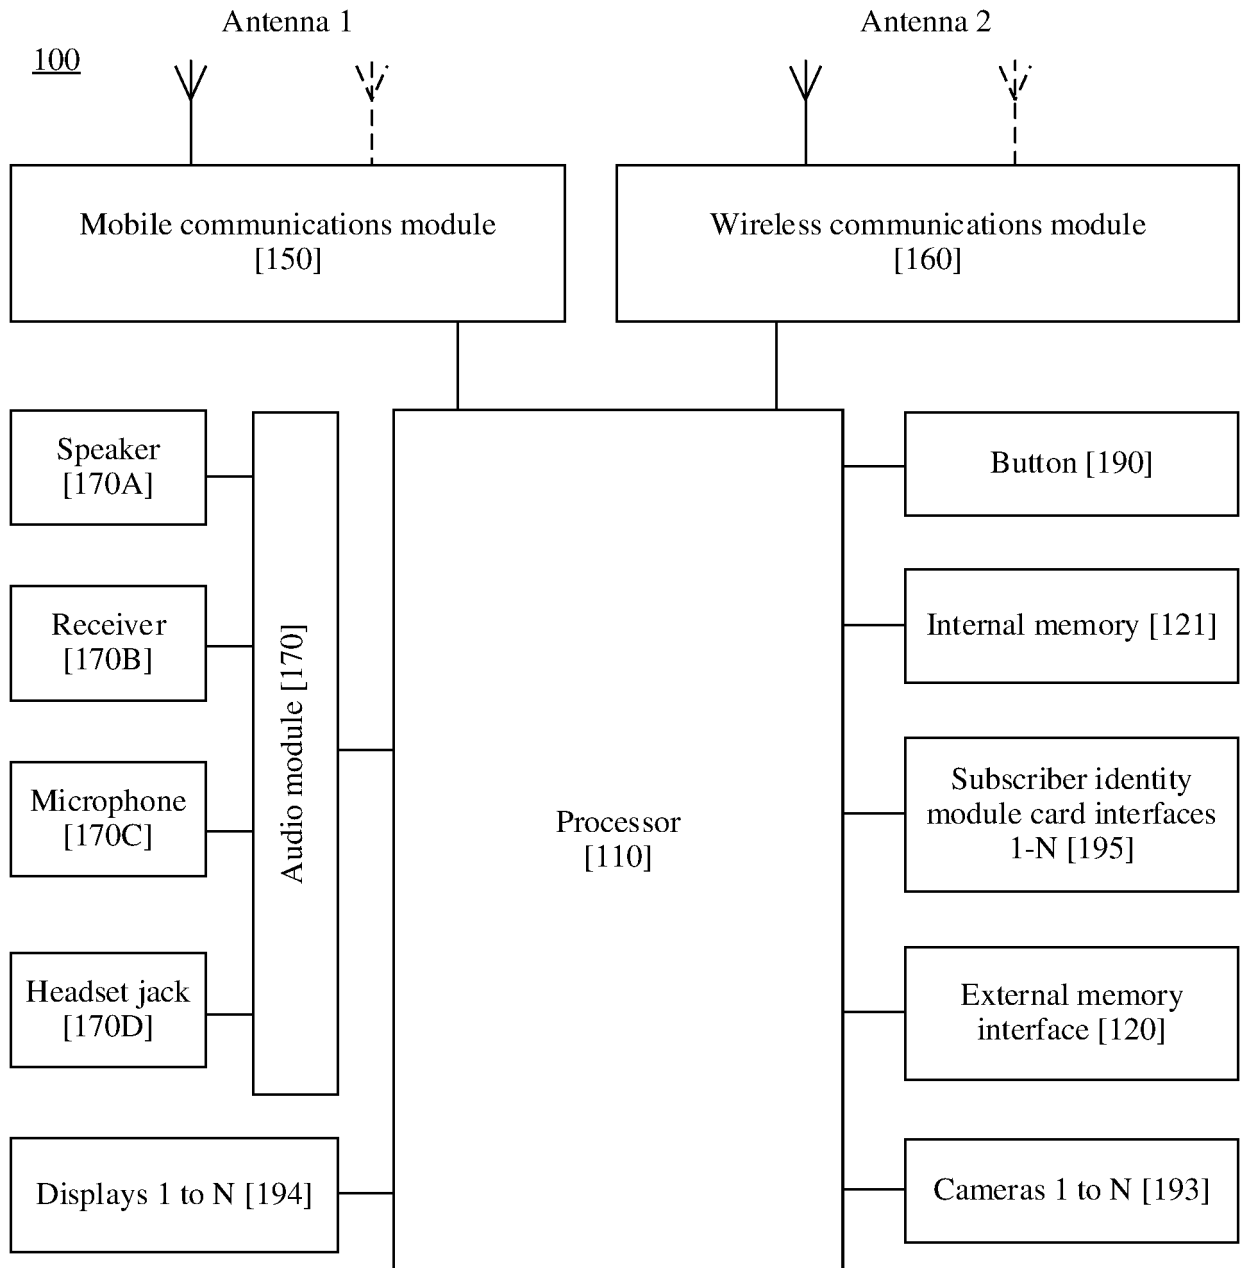 Antenna 1
Antenna 2
100
Mobile communications module
[150]
Wireless communications module
[160]
Speaker
[170A]
Receiver
[170B]
Microphone
[170C]
Headset jack
[170D]
Audio module [170]
Displays 1 to N [194]
Processor
[110]
Button [190]
Internal memory [121]
Subscriber identity
module card interfaces
1-N [195]
External memory
interface [120]
Cameras 1 to N [193]